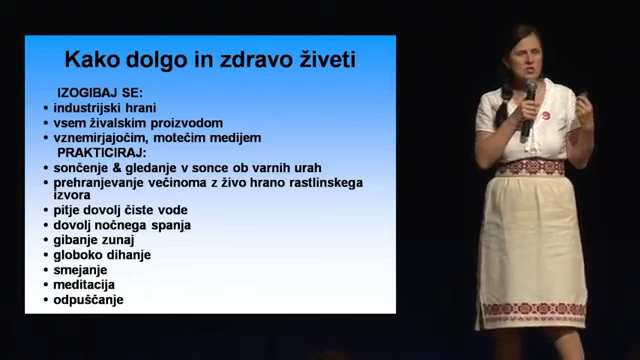 Kako dolgo in zdravo živeti
IZOGIBAJ SE:
• industrijski hrani
• vsem živalskim proizvodom
• vznemirjajočim, motečim medijem
PRAKTICIRAJ:
• sončenje & gledanje v sonce ob varnih urah
• prehranjevanje večinoma z živo hrano rastlinskega
izvora
• pitje dovolj čiste vode
• dovolj nočnega spanja
• gibanje zunaj
• globoko dihanje
• smejanje
• meditacija
• odpuščanje